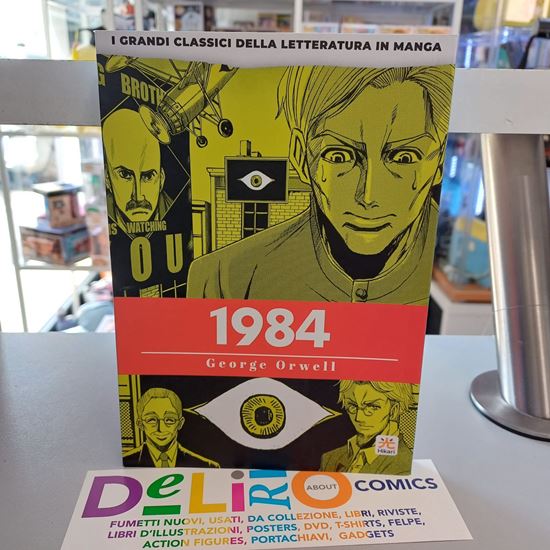 I GRANDI CLASSICI DELLA LETTERATURA IN MANGA
BROTH
WATCHING
OU
1984
George Orwell
光
Hikari
DeLiRiO ABOUT COMICS
FUMETTI NUOVI, USATI, DA COLLEZIONE, LIBRI, RIVISTE,
LIBRI D'ILLUSTRAZIONI, POSTERS, DVD, T-SHIRTS, FELPE,
ACTION FIGURES, PORTACHIAVI, GADGETS